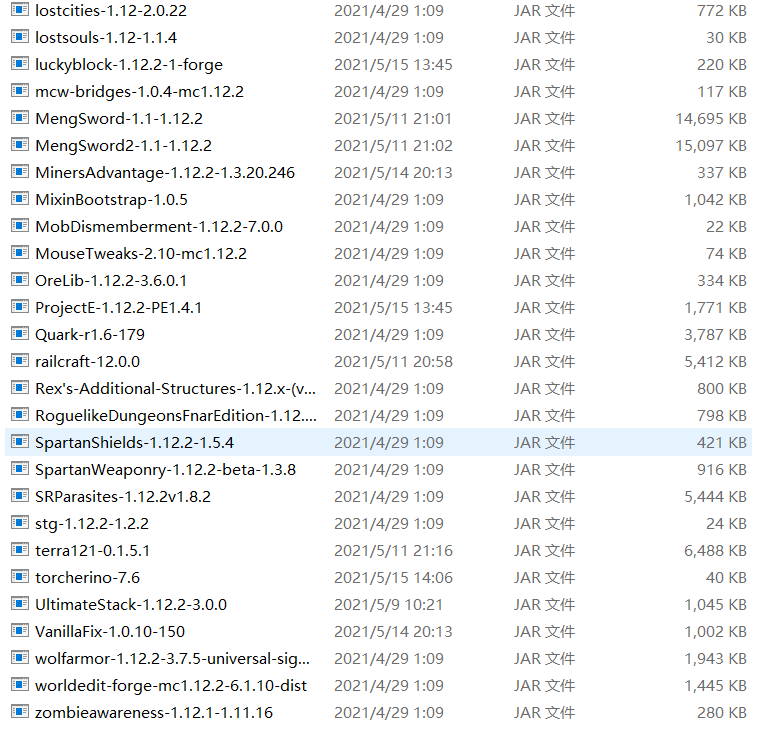 lostcities-1.12-2.0.22 2021/4/29 1:09 JAR 文件 772 KB
lostsouls-1.12-1.1.4 2021/4/29 1:09 JAR 文件 30 KB
luckyblock-1.12.2-1-forge 2021/5/15 13:45 JAR 文件 220 KB
mcw-bridges-1.0.4-mc1.12.2 2021/4/29 1:09 JAR 文件 117 KB
MengSword-1.1-1.12.2 2021/5/11 21:01 JAR 文件 14,695 KB
MengSword2-1.1-1.12.2 2021/5/11 21:02 JAR 文件 15,097 KB
MinersAdvantage-1.12.2-1.3.20.246 2021/5/14 20:13 JAR 文件 337 KB
MixinBootstrap-1.0.5 2021/4/29 1:09 JAR 文件 1,042 KB
MobDismemberment-1.12.2-7.0.0 2021/4/29 1:09 JAR 文件 22 KB
MouseTweaks-2.10-mc1.12.2 2021/4/29 1:09 JAR 文件 74 KB
OreLib-1.12.2-3.6.0.1 2021/4/29 1:09 JAR 文件 334 KB
ProjectE-1.12.2-PE1.4.1 2021/5/15 13:45 JAR 文件 1,771 KB
Quark-r1.6-179 2021/4/29 1:09 JAR 文件 3,787 KB
railcraft-12.0.0 2021/5/11 20:58 JAR 文件 5,412 KB
Rex's-Additional-Structures-1.12.x-(v... 2021/4/29 1:09 JAR 文件 800 KB
RoguelikeDungeonsFnarEdition-1.12.... 2021/4/29 1:09 JAR 文件 798 KB
SpartanShields-1.12.2-1.5.4 2021/4/29 1:09 JAR 文件 421 KB
SpartanWeaponry-1.12.2-beta-1.3.8 2021/4/29 1:09 JAR 文件 916 KB
SRParasites-1.12.2v1.8.2 2021/4/29 1:09 JAR 文件 5,444 KB
stg-1.12.2-1.2.2 2021/4/29 1:09 JAR 文件 24 KB
terra121-0.1.5.1 2021/5/11 21:16 JAR 文件 6,488 KB
torcherino-7.6 2021/5/15 14:06 JAR 文件 40 KB
UltimateStack-1.12.2-3.0.0 2021/5/9 10:21 JAR 文件 1,045 KB
VanillaFix-1.0.10-150 2021/5/14 20:13 JAR 文件 1,002 KB
wolfarmor-1.12.2-3.7.5-universal-sig... 2021/4/29 1:09 JAR 文件 1,943 KB
worldedit-forge-mc1.12.2-6.1.10-dist 2021/4/29 1:09 JAR 文件 1,445 KB
zombieawareness-1.12.1-1.11.16 2021/4/29 1:09 JAR 文件 280 KB